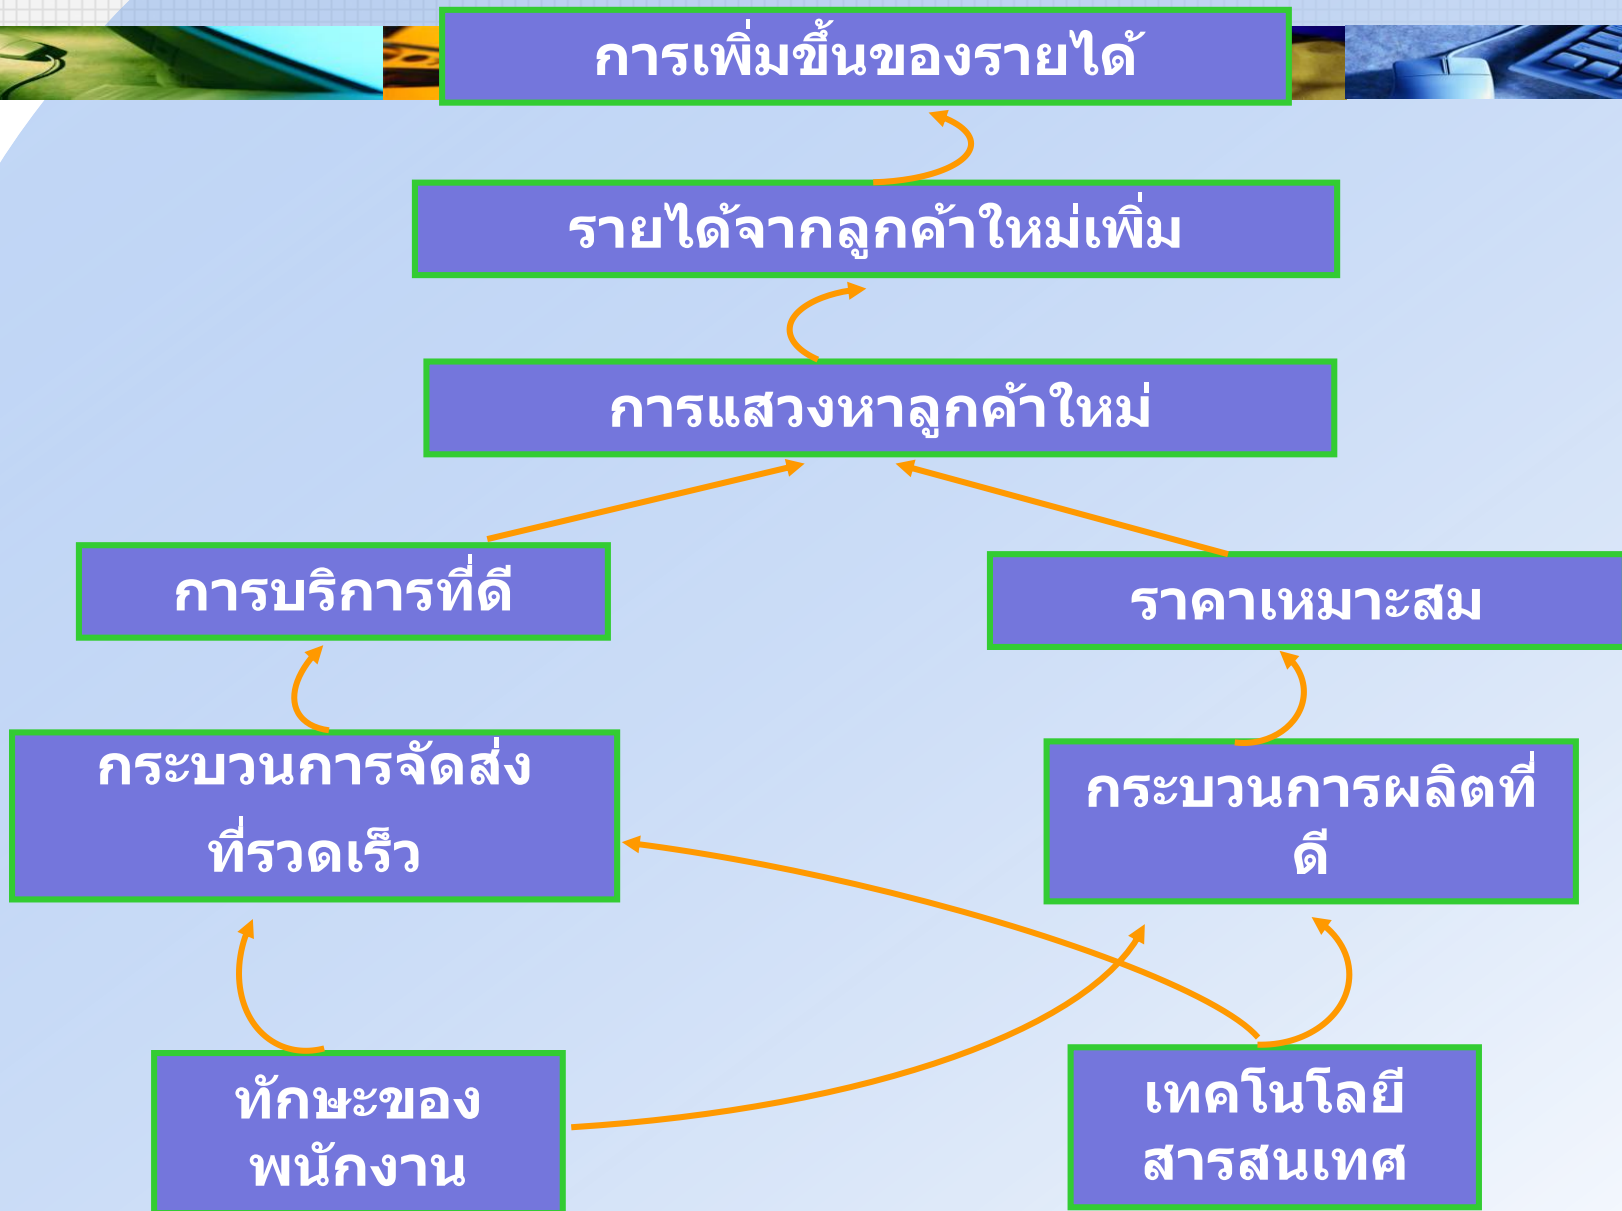 การเพิ่มขึ้นของรายได้
รายได้จากลูกค้าใหม่เพิ่ม
การแสวงหาลูกค้าใหม่
การบริการที่ดี
ราคาเหมาะสม
กระบวนการจัดส่ง
ที่รวดเร็ว
กระบวนการผลิตที่
ดี
ทักษะของ
พนักงาน
เทคโนโลยี
สารสนเทศ